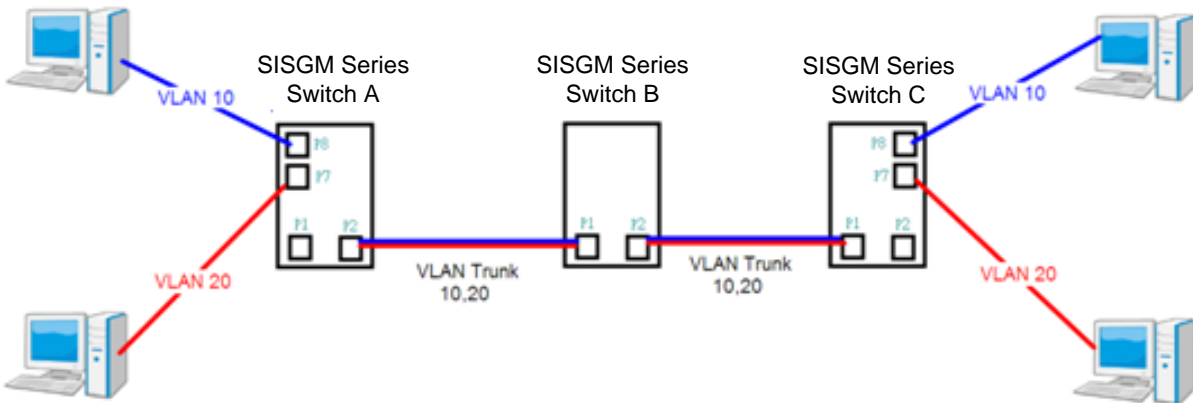 SISGM Series
Switch A
SISGM Series
Switch B
SISGM Series
Switch C
VLAN 10
VLAN 10
P8
P7
P8
P7
P1
P2
P1
P2
P1
P2
VLAN 20
VLAN Trunk
10,20
VLAN Trunk
10,20
VLAN 20